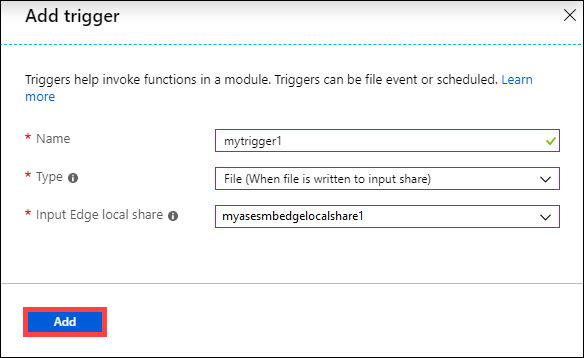 Add trigger
Triggers help invoke functions in a module. Triggers can be file event or scheduled. Learn
more
* Name
mytrigger1
* Type
File (When file is written to input share)
* Input Edge local share
myasesmbedgelocalshare1
Add